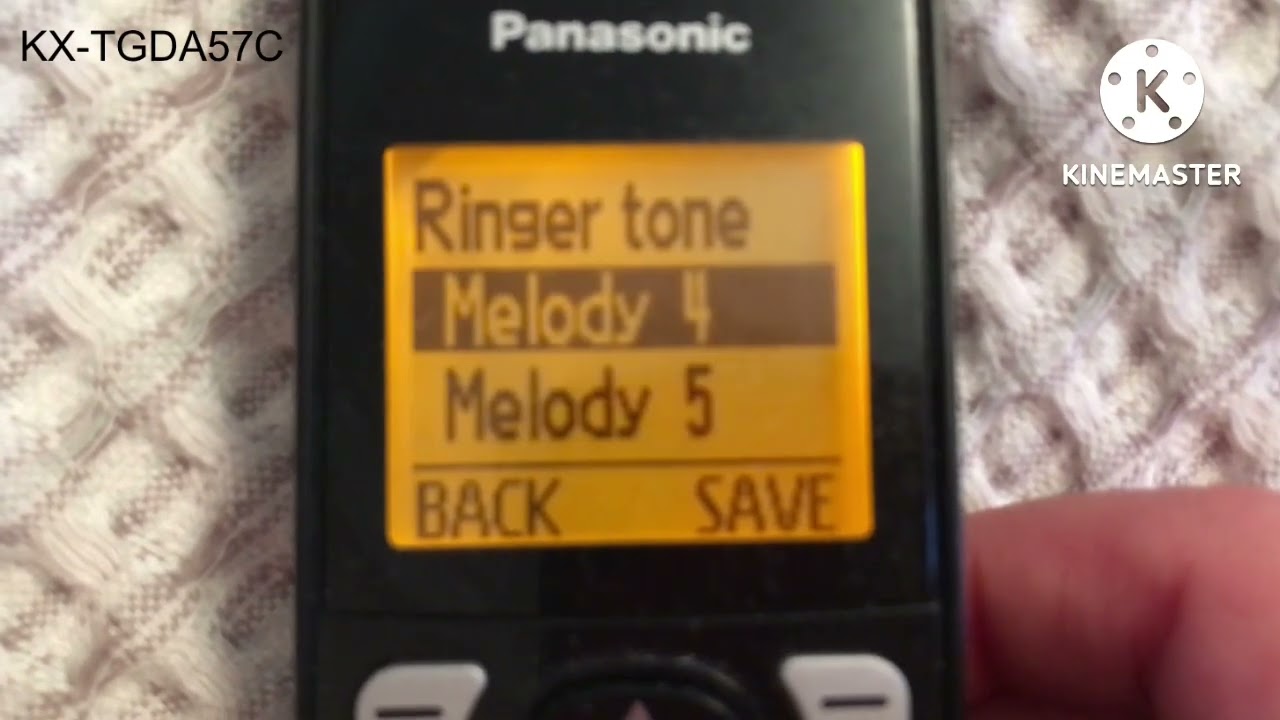 KX-TGDA57C
Panasonic
K
KINEMASTER
Ringer tone
Melody 4
Melody 5
BACK SAVE